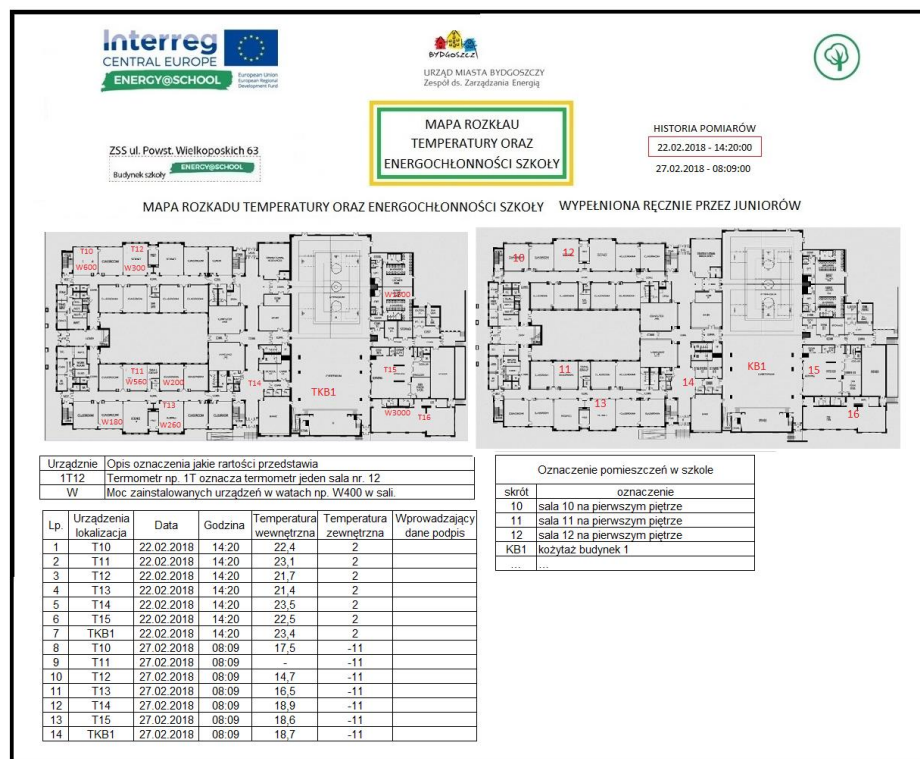 Interreg
CENTRAL EUROPE
ENERGY@SCHOOL
European Union
European Regional
Development Fund
BYDGOSZCZ
URZĄD MIASTA BYDGOSZCZY
Zespół ds. Zarządzania Energią
MAPA ROZKŁAU
TEMPERATURY ORAZ
ENERGOCHŁONNOŚCI SZKOŁY
HISTORIA POMIARÓW
22.02.2018 - 14:20:00
27.02.2018 - 08:09:00
ZSS ul. Powst. Wielkoposkich 63
Budynek szkoły ENERGY@SCHOOL
MAPA ROZKADU TEMPERATURY ORAZ ENERGOCHŁONNOŚCI SZKOŁY WYPEŁNIONA RĘCZNIE PRZEZ JUNIORÓW
T10 T12
W600 W300
T11
W560 W200
T14
T15
TKB1
T13
W180 W260
W3000
T16
10 12
11
13
14
KB1
15
16
Urządznie Opis oznaczenia jakie rartości przedstawia
1T12 Termometr np. 1T oznacza termometr jeden sala nr. 12
W Moc zainstalowanych urządzeń w watach np. W400 w sali.
Oznaczenie pomieszczeń w szkole
skrót oznaczenie
10 sala 10 na pierwszym piętrze
11 sala 11 na pierwszym piętrze
12 sala 12 na pierwszym piętrze
KB1 kożytaż budynek 1
... ...
Lp. Urządzenia lokalizacja Data Godzina Temperatura wewnętrzna Temperatura zewnętrzna Wprowadzający dane podpis
1 T10 22.02.2018 14:20 22,4 2
2 T11 22.02.2018 14:20 23,1 2
3 T12 22.02.2018 14:20 21,7 2
4 T13 22.02.2018 14:20 21,4 2
5 T14 22.02.2018 14:20 23,5 2
6 T15 22.02.2018 14:20 22,5 2
7 TKB1 22.02.2018 14:20 23,4 2
8 T10 27.02.2018 08:09 17,5 -11
9 T11 27.02.2018 08:09 - -11
10 T12 27.02.2018 08:09 14,7 -11
11 T13 27.02.2018 08:09 16,5 -11
12 T14 27.02.2018 08:09 18,9 -11
13 T15 27.02.2018 08:09 18,6 -11
14 TKB1 27.02.2018 08:09 18,7 -11